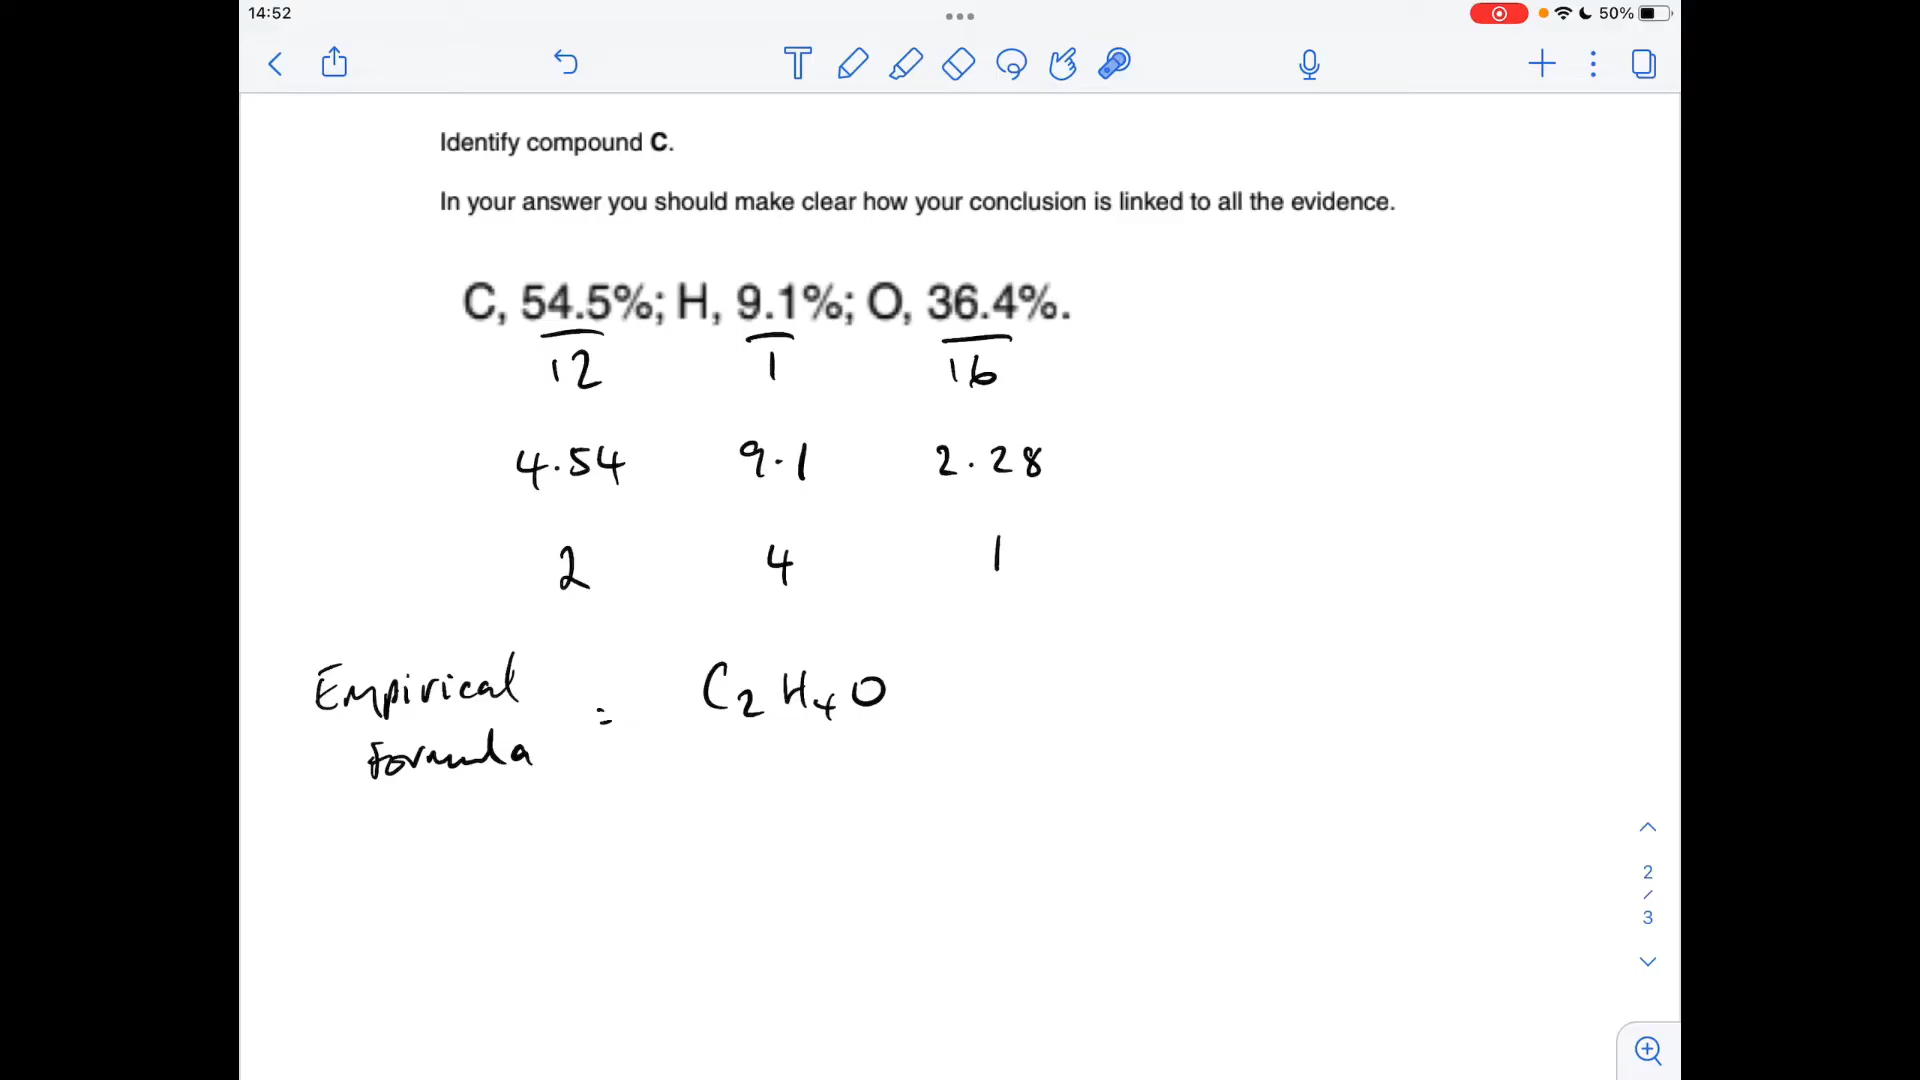 14:52
50%
T
Identify compound C.
In your answer you should make clear how your conclusion is linked to all the evidence.
C, 54.5%; H, 9.1%; O, 36.4%.
12 1 16
4.54 9.1 2.28
2 4 1
Empirical
formula = C₂H₄O
2
/
3